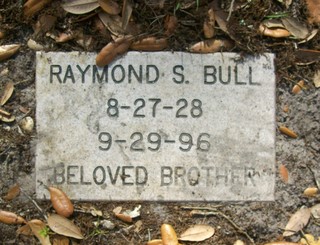 RAYMOND S. BULL
8-27-28
9-29-96
BELOVED BROTHER